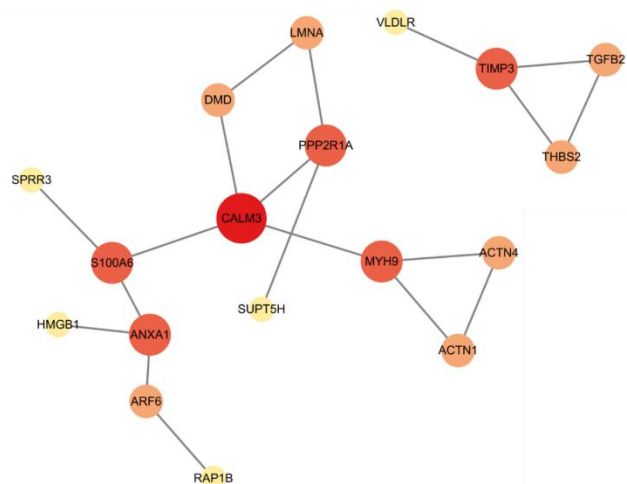 VLDLR
LMNA
TIMP3
TGFB2
DMD
PPP2R1A
THBS2
SPRR3
CALM3
S100A6
MYH9
ACTN4
SUPT5H
HMGB1
ANXA1
ACTN1
ARF6
RAP1B